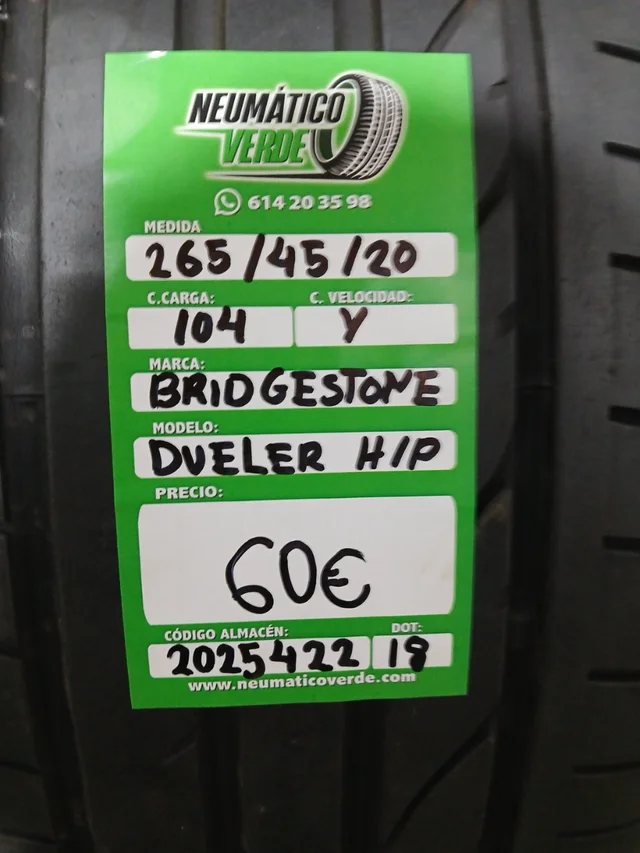 NEUMÁTICO
VERDE
614 20 35 98
MEDIDA
265/45/20
C.CARGA: C. VELOCIDAD:
104 Y
MARCA:
BRIDGESTONE
MODELO:
DUELER H/P
PRECIO:
60€
CÓDIGO ALMACÉN: DOT:
2025422 18
www.neumaticoverde.com